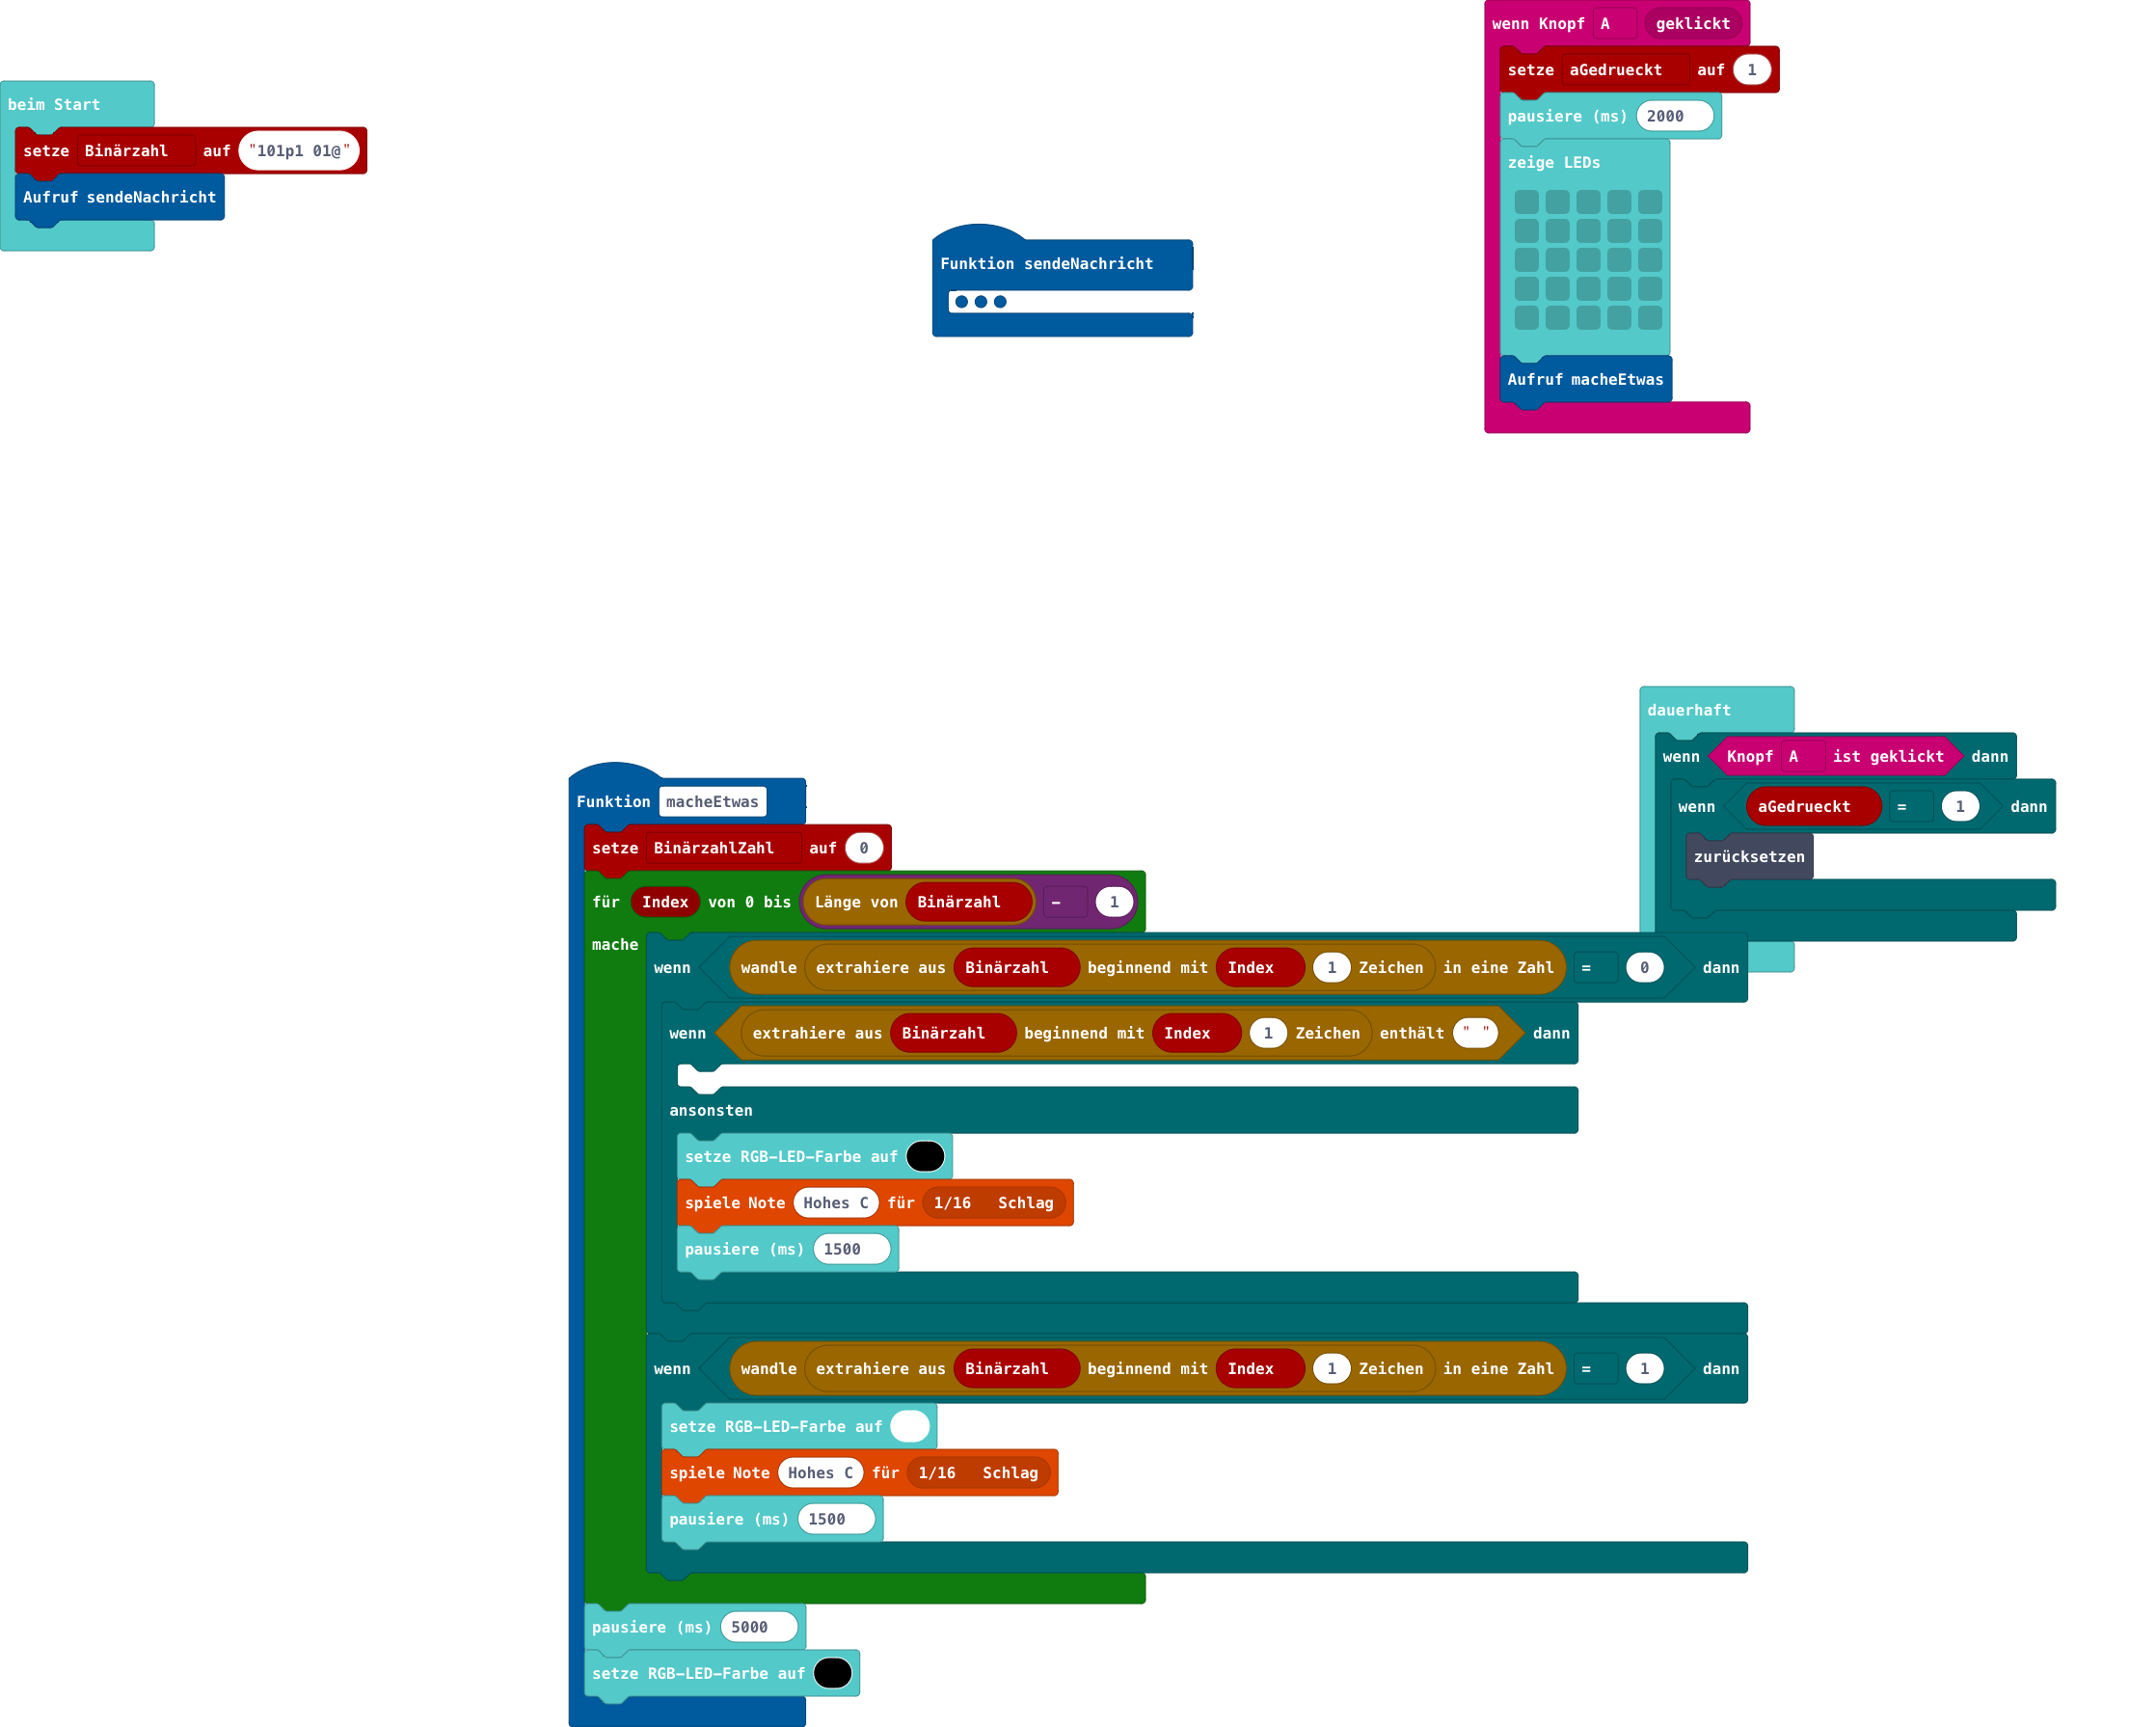 beim Start
setze Binärzahl auf "101p1 01@"
Aufruf sendeNachricht
Funktion sendeNachricht
wenn Knopf A geklickt
setze aGedrueckt auf 1
pausiere (ms) 2000
zeige LEDs
Aufruf macheEtwas
dauerhaft
wenn Knopf A ist geklickt dann
wenn aGedrueckt = 1 dann
zurücksetzen
Funktion macheEtwas
setze BinärzahlZahl auf 0
für Index von 0 bis Länge von Binärzahl − 1
mache
wenn wandle extrahiere aus Binärzahl beginnend mit Index 1 Zeichen in eine Zahl = 0 dann
wenn extrahiere aus Binärzahl beginnend mit Index 1 Zeichen enthält " " dann
ansonsten
setze RGB-LED-Farbe auf
spiele Note Hohes C für 1/16 Schlag
pausiere (ms) 1500
wenn wandle extrahiere aus Binärzahl beginnend mit Index 1 Zeichen in eine Zahl = 1 dann
setze RGB-LED-Farbe auf
spiele Note Hohes C für 1/16 Schlag
pausiere (ms) 1500
pausiere (ms) 5000
setze RGB-LED-Farbe auf